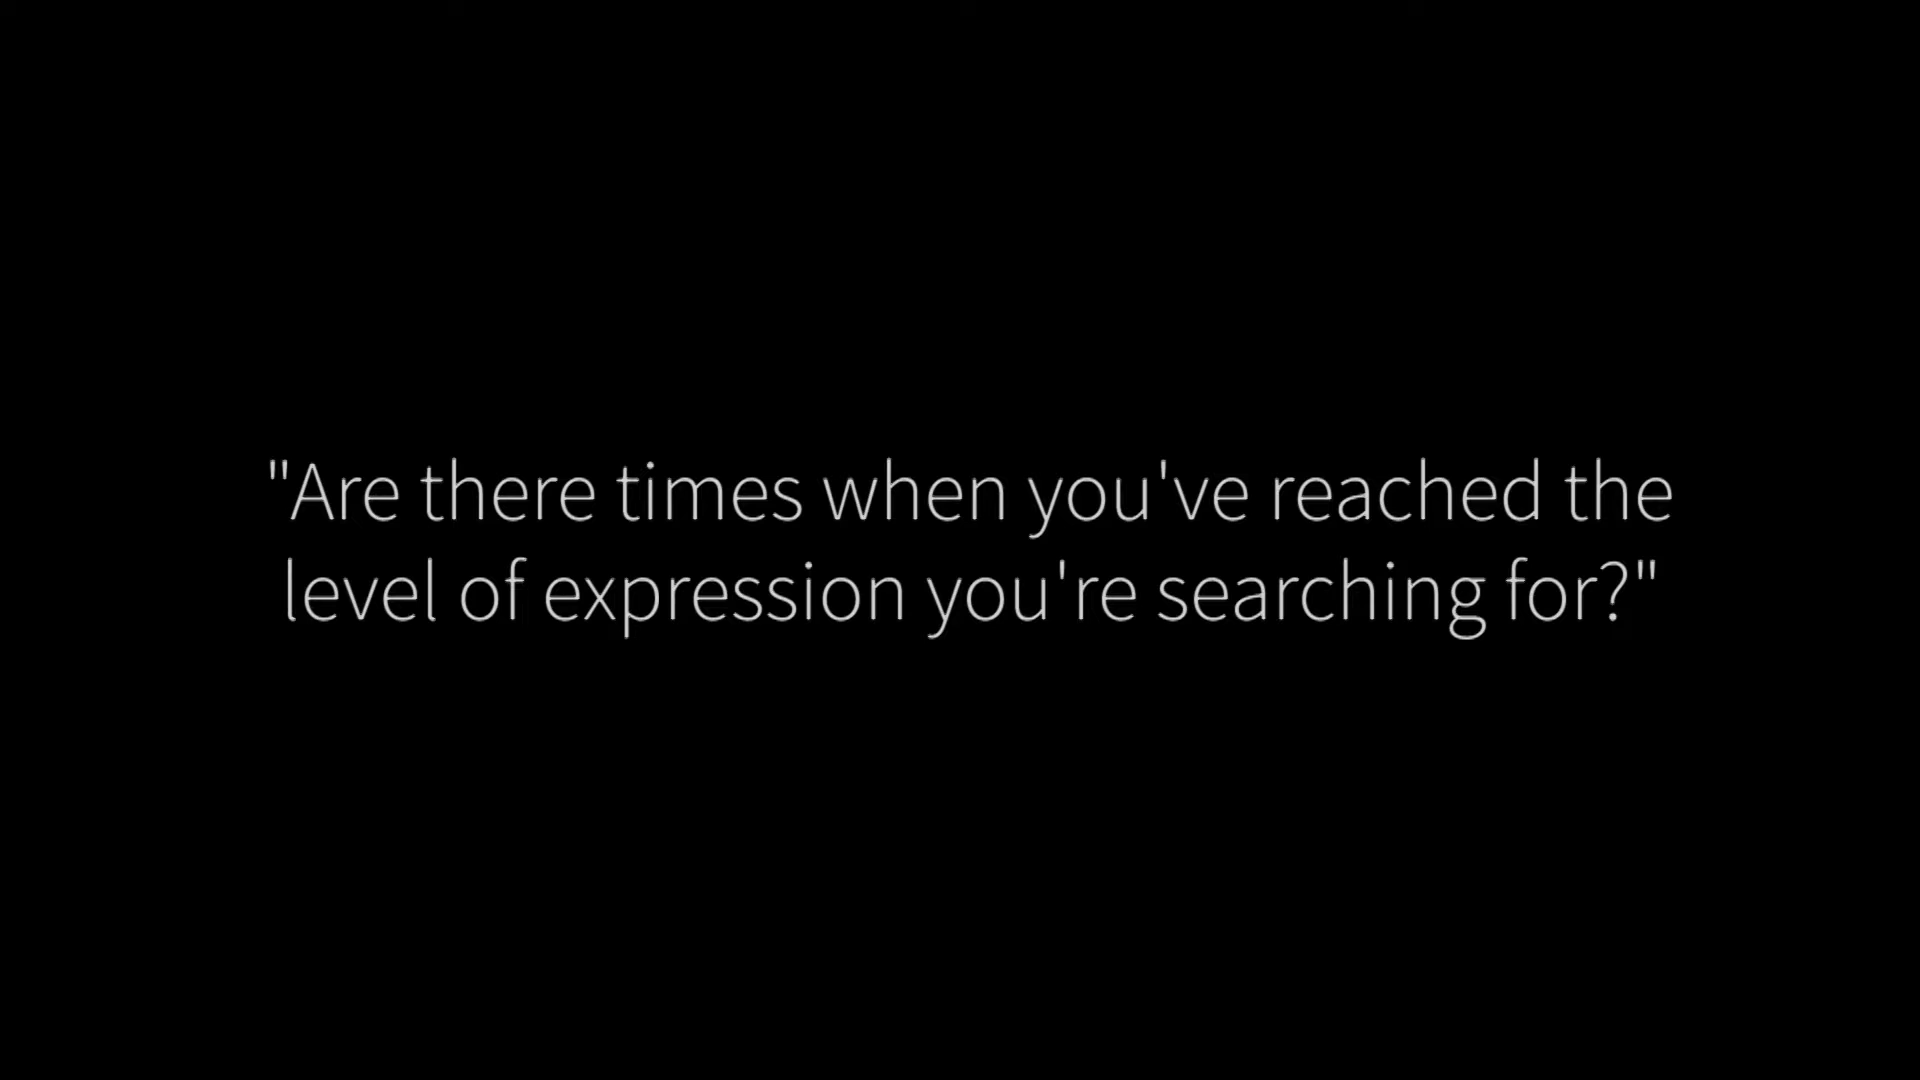 "Are there times when you've reached the
level of expression you're searching for?"